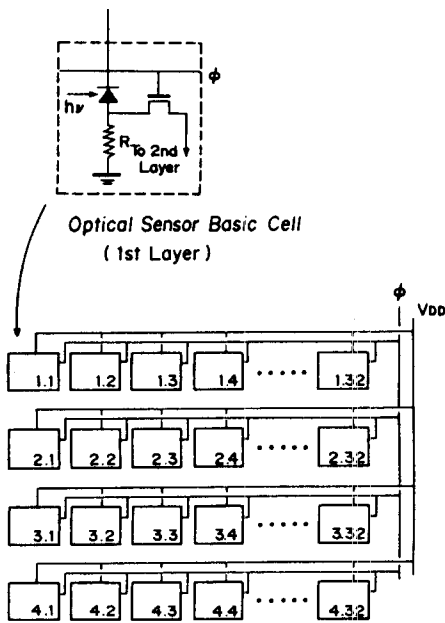 ϕ
hν
R
To 2nd
Layer
Optical Sensor Basic Cell
(1st Layer)
ϕ
VDD
1.1 1.2 1.3 1.4 ..... 1.32
2.1 2.2 2.3 2.4 ..... 2.32
3.1 3.2 3.3 3.4 ..... 3.32
4.1 4.2 4.3 4.4 ..... 4.32